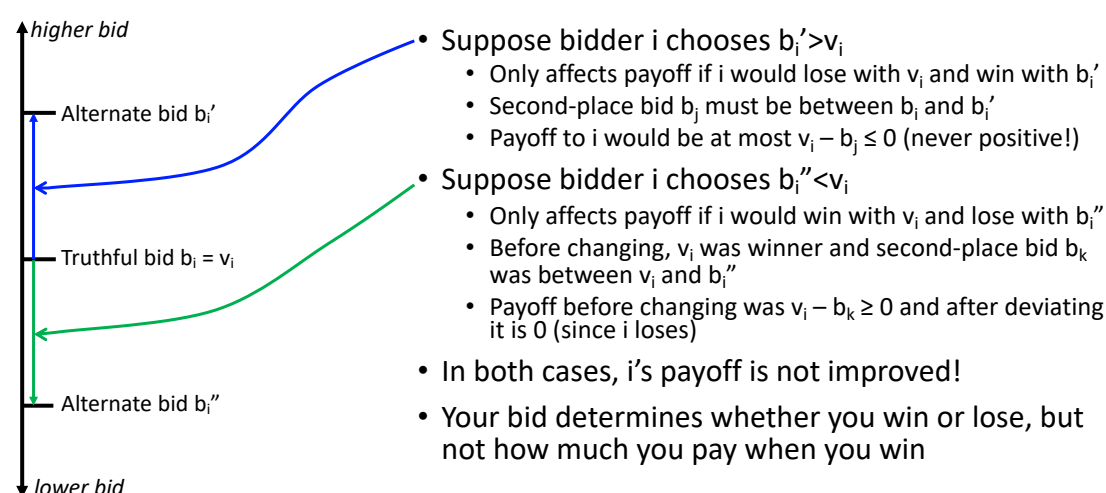 higher bid
Alternate bid bᵢ'
Truthful bid bᵢ = vᵢ
Alternate bid bᵢ"
lower bid
• Suppose bidder i chooses bᵢ'>vᵢ
• Only affects payoff if i would lose with vᵢ and win with bᵢ'
• Second-place bid bⱼ must be between bᵢ and bᵢ'
• Payoff to i would be at most vᵢ – bⱼ ≤ 0 (never positive!)
• Suppose bidder i chooses bᵢ"<vᵢ
• Only affects payoff if i would win with vᵢ and lose with bᵢ"
• Before changing, vᵢ was winner and second-place bid bₖ
was between vᵢ and bᵢ"
• Payoff before changing was vᵢ – bₖ ≥ 0 and after deviating
it is 0 (since i loses)
• In both cases, i's payoff is not improved!
• Your bid determines whether you win or lose, but
not how much you pay when you win